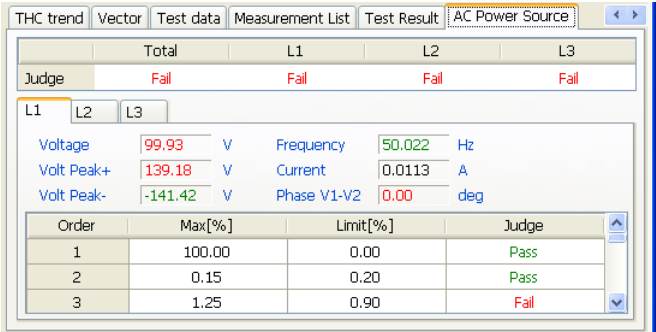 THC trend Vector Test data Measurement List Test Result AC Power Source
Total L1 L2 L3
Judge Fail Fail Fail Fail
L1 L2 L3
Voltage 99.93 V Frequency 50.022 Hz
Volt Peak+ 139.18 V Current 0.0113 A
Volt Peak- -141.42 V Phase V1-V2 0.00 deg
Order Max[%] Limit[%] Judge
1 100.00 0.00 Pass
2 0.15 0.20 Pass
3 1.25 0.90 Fail